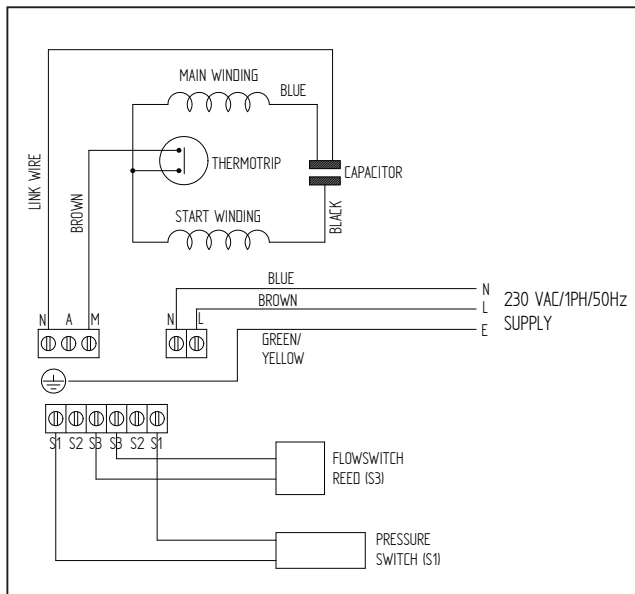 MAIN WINDING
BLUE
THERMOTRIP
CAPACITOR
LINK WIRE
BROWN
START WINDING
BLACK
BLUE
N
BROWN
L
230 VAC/1PH/50Hz
SUPPLY
N A M
N L
GREEN/
YELLOW
E
S1 S2 S3 S3 S2 S1
FLOWSWITCH
REED (S3)
PRESSURE
SWITCH (S1)